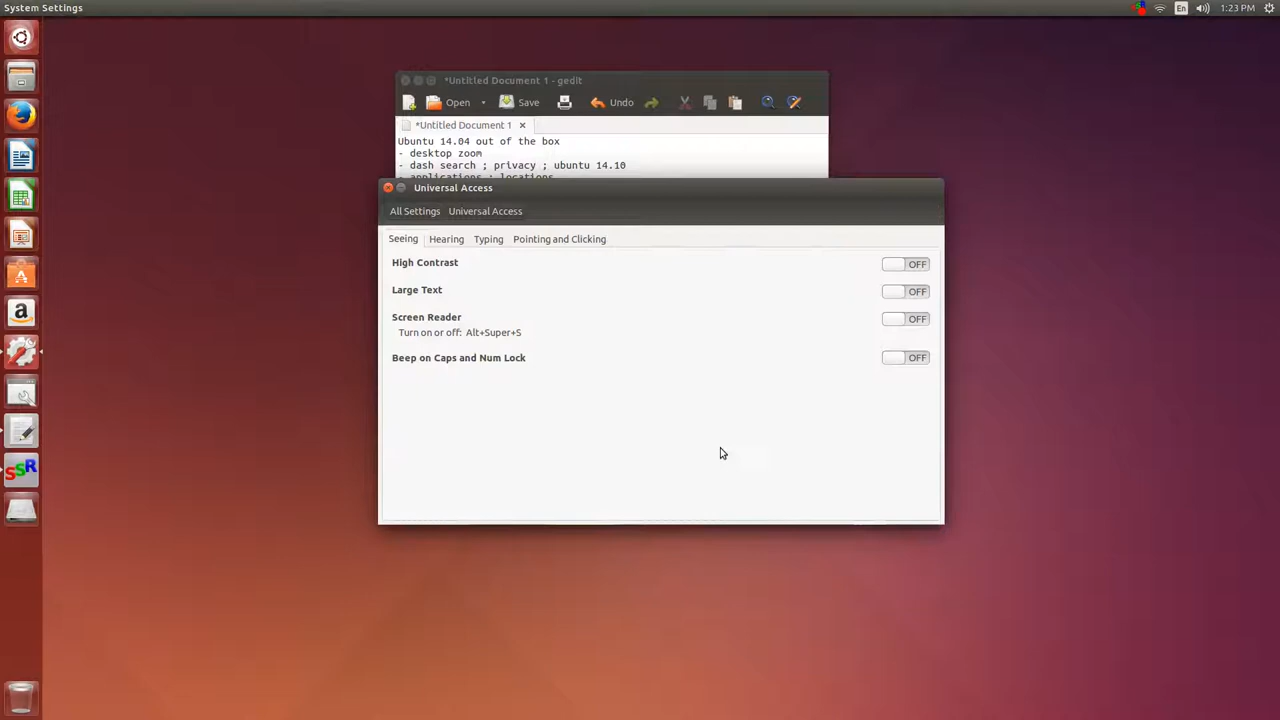 System Settings
En
1:23 PM
*Untitled Document 1 - gedit
Open
Save
Undo
*Untitled Document 1
Ubuntu 14.04 out of the box
- desktop zoom
- dash search ; privacy ; ubuntu 14.10
- applications ; locations
Universal Access
All Settings Universal Access
Seeing Hearing Typing Pointing and Clicking
High Contrast OFF
Large Text OFF
Screen Reader OFF
Turn on or off: Alt+Super+S
Beep on Caps and Num Lock OFF
SSR